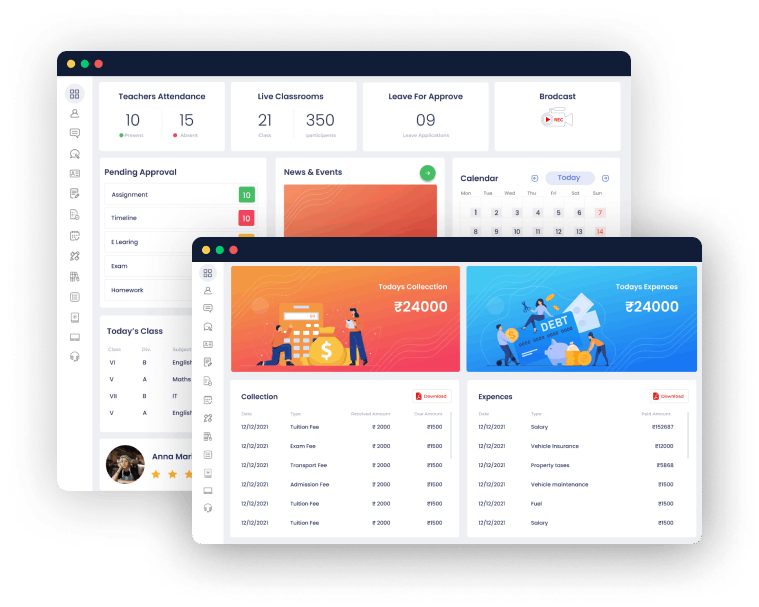 Teachers Attendance
10 15
Present Absent
Live Classrooms
21 350
Class participents
Leave For Approve
09
Leave Applications
Brodcast
REC
Pending Approval
Assignment 10
Timeline 10
E Learing
Exam
Homework
News & Events
Calendar Today
Mon Tue Wed Thu Fri Sat Sun
1 2 3 4 5 6 7
8 9 10 11 12 13 14
Today's Class
Class Div.
VI B English
V A Maths
VII B IT
V A English
Anna Mari
Todays Collecction
₹24000
Todays Expences
₹24000
DEBT
Collection Download
Date Type Received Amount Due Amount
12/12/2021 Tuition Fee ₹ 2000 ₹1500
12/12/2021 Exam Fee ₹ 2000 ₹1500
12/12/2021 Transport Fee ₹ 2000 ₹1500
12/12/2021 Admission Fee ₹ 2000 ₹1500
12/12/2021 Tuition Fee ₹ 2000 ₹1500
12/12/2021 Tuition Fee ₹ 2000 ₹1500
Expences Download
Date Type Paid Amount
12/12/2021 Salary ₹152687
12/12/2021 Vehicle insurance ₹12000
12/12/2021 Property taxes ₹5868
12/12/2021 Vehicle maintenance ₹1500
12/12/2021 Fuel ₹1500
12/12/2021 Salary ₹1500